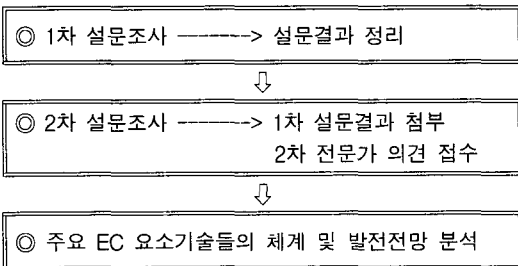 ◎ 1차 설문조사 -------> 설문결과 정리
⇩
◎ 2차 설문조사 -------> 1차 설문결과 첨부
2차 전문가 의견 접수
⇩
◎ 주요 EC 요소기술들의 체계 및 발전전망 분석